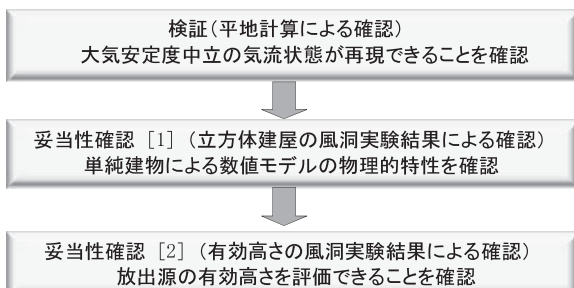 検証(平地計算による確認)
大気安定度中立の気流状態が再現できることを確認
妥当性確認 [1] (立方体建屋の風洞実験結果による確認)
単純建物による数値モデルの物理的特性を確認
妥当性確認 [2] (有効高さの風洞実験結果による確認)
放出源の有効高さを評価できることを確認